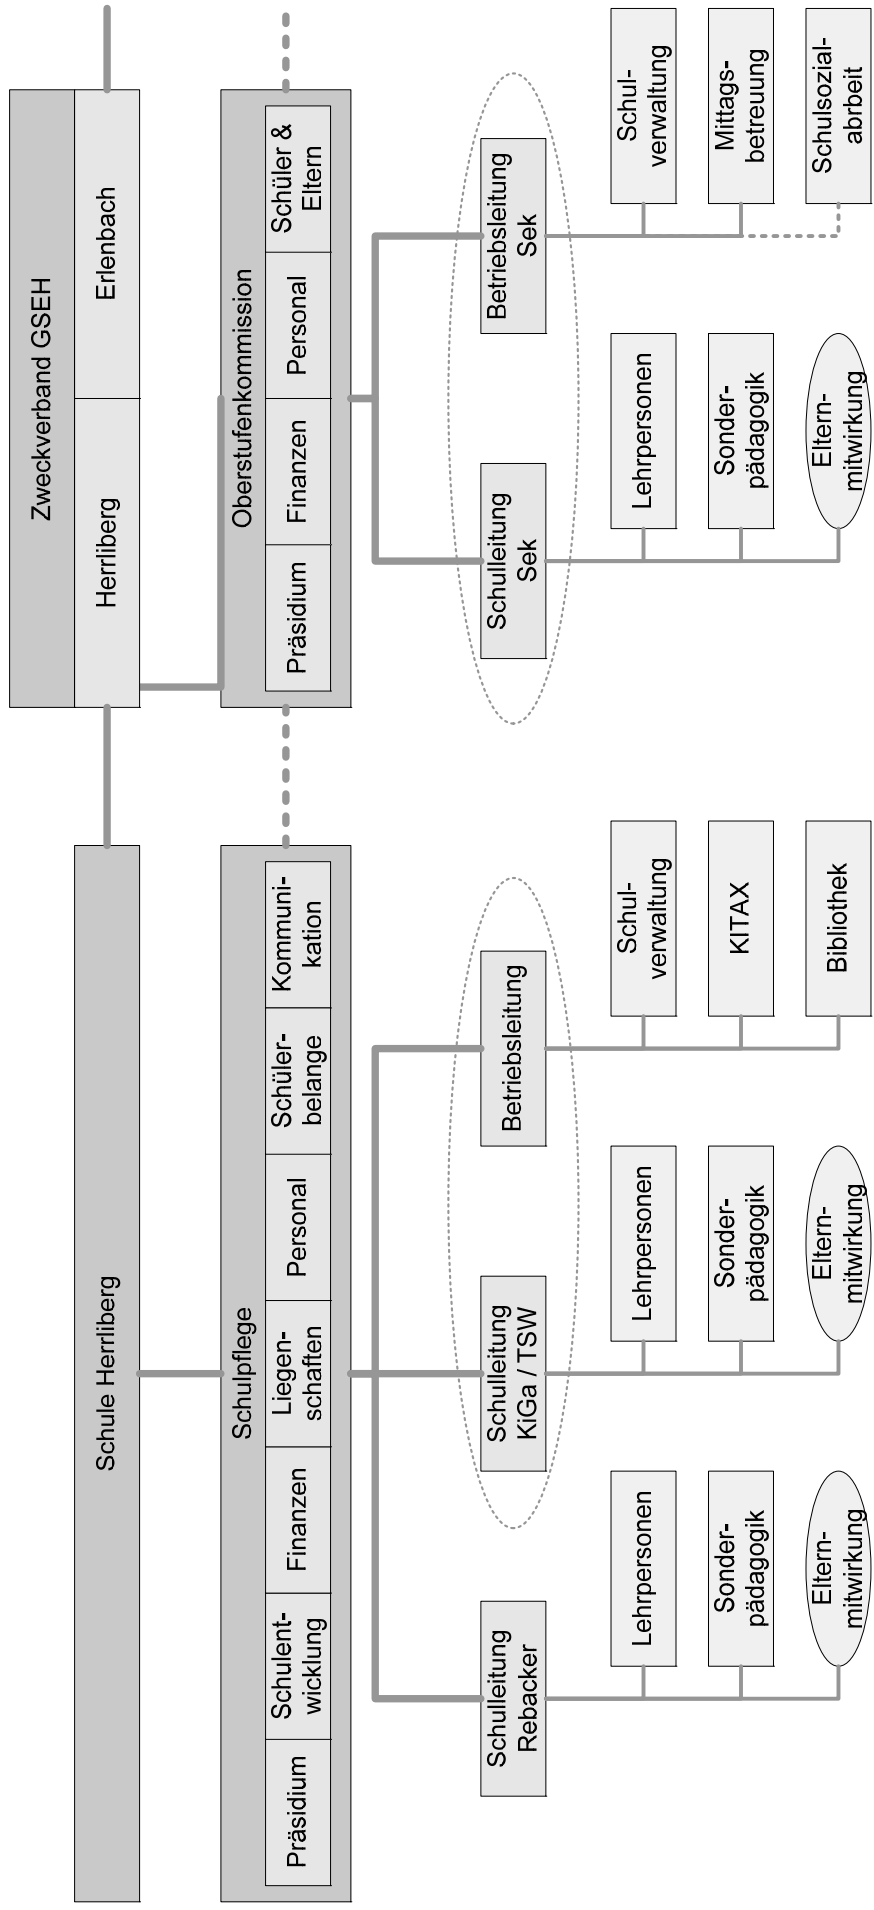 Zweckverband GSEH
Schule Herrliberg
Herrliberg
Erlenbach
Schulpflege
Präsidium
Schulent-
wicklung
Finanzen
Liegen-
schaften
Personal
Schüler-
belange
Kommuni-
kation
Oberstufenkommission
Präsidium
Finanzen
Personal
Schüler &
Eltern
Schulleitung
Rebacker
Lehrpersonen
Sonder-
pädagogik
Eltern-
mitwirkung
Schulleitung
KiGa / TSW
Lehrpersonen
Sonder-
pädagogik
Eltern-
mitwirkung
Betriebsleitung
Schul-
verwaltung
KITAX
Bibliothek
Schulleitung
Sek
Lehrpersonen
Sonder-
pädagogik
Eltern-
mitwirkung
Betriebsleitung
Sek
Schul-
verwaltung
Mittags-
betreuung
Schulsozial-
abrbeit